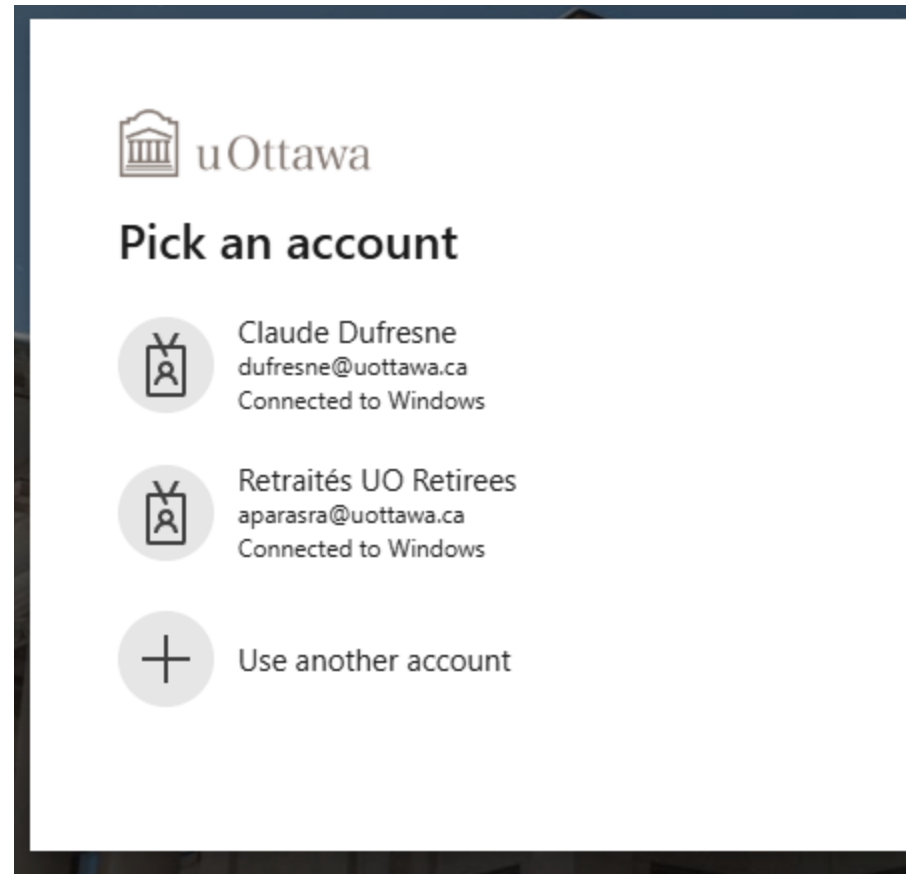 uOttawa
Pick an account
Claude Dufresne
dufresne@uottawa.ca
Connected to Windows
Retraités UO Retirees
aparasra@uottawa.ca
Connected to Windows
Use another account